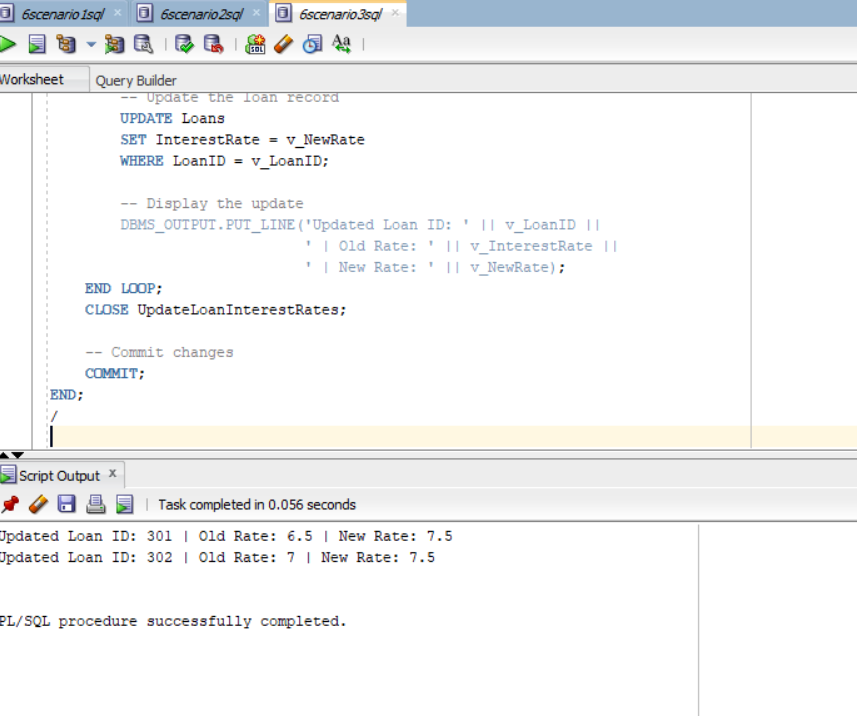 6scenario1sql
6scenario2sql
6scenario3sql
Worksheet
Query Builder
-- Update the loan record
UPDATE Loans
SET InterestRate = v_NewRate
WHERE LoanID = v_LoanID;
-- Display the update
DBMS_OUTPUT.PUT_LINE('Updated Loan ID: ' || v_LoanID ||
' | Old Rate: ' || v_InterestRate ||
' | New Rate: ' || v_NewRate);
END LOOP;
CLOSE UpdateLoanInterestRates;
-- Commit changes
COMMIT;
END;
/
Script Output x
Task completed in 0.056 seconds
Updated Loan ID: 301 | Old Rate: 6.5 | New Rate: 7.5
Updated Loan ID: 302 | Old Rate: 7 | New Rate: 7.5
PL/SQL procedure successfully completed.